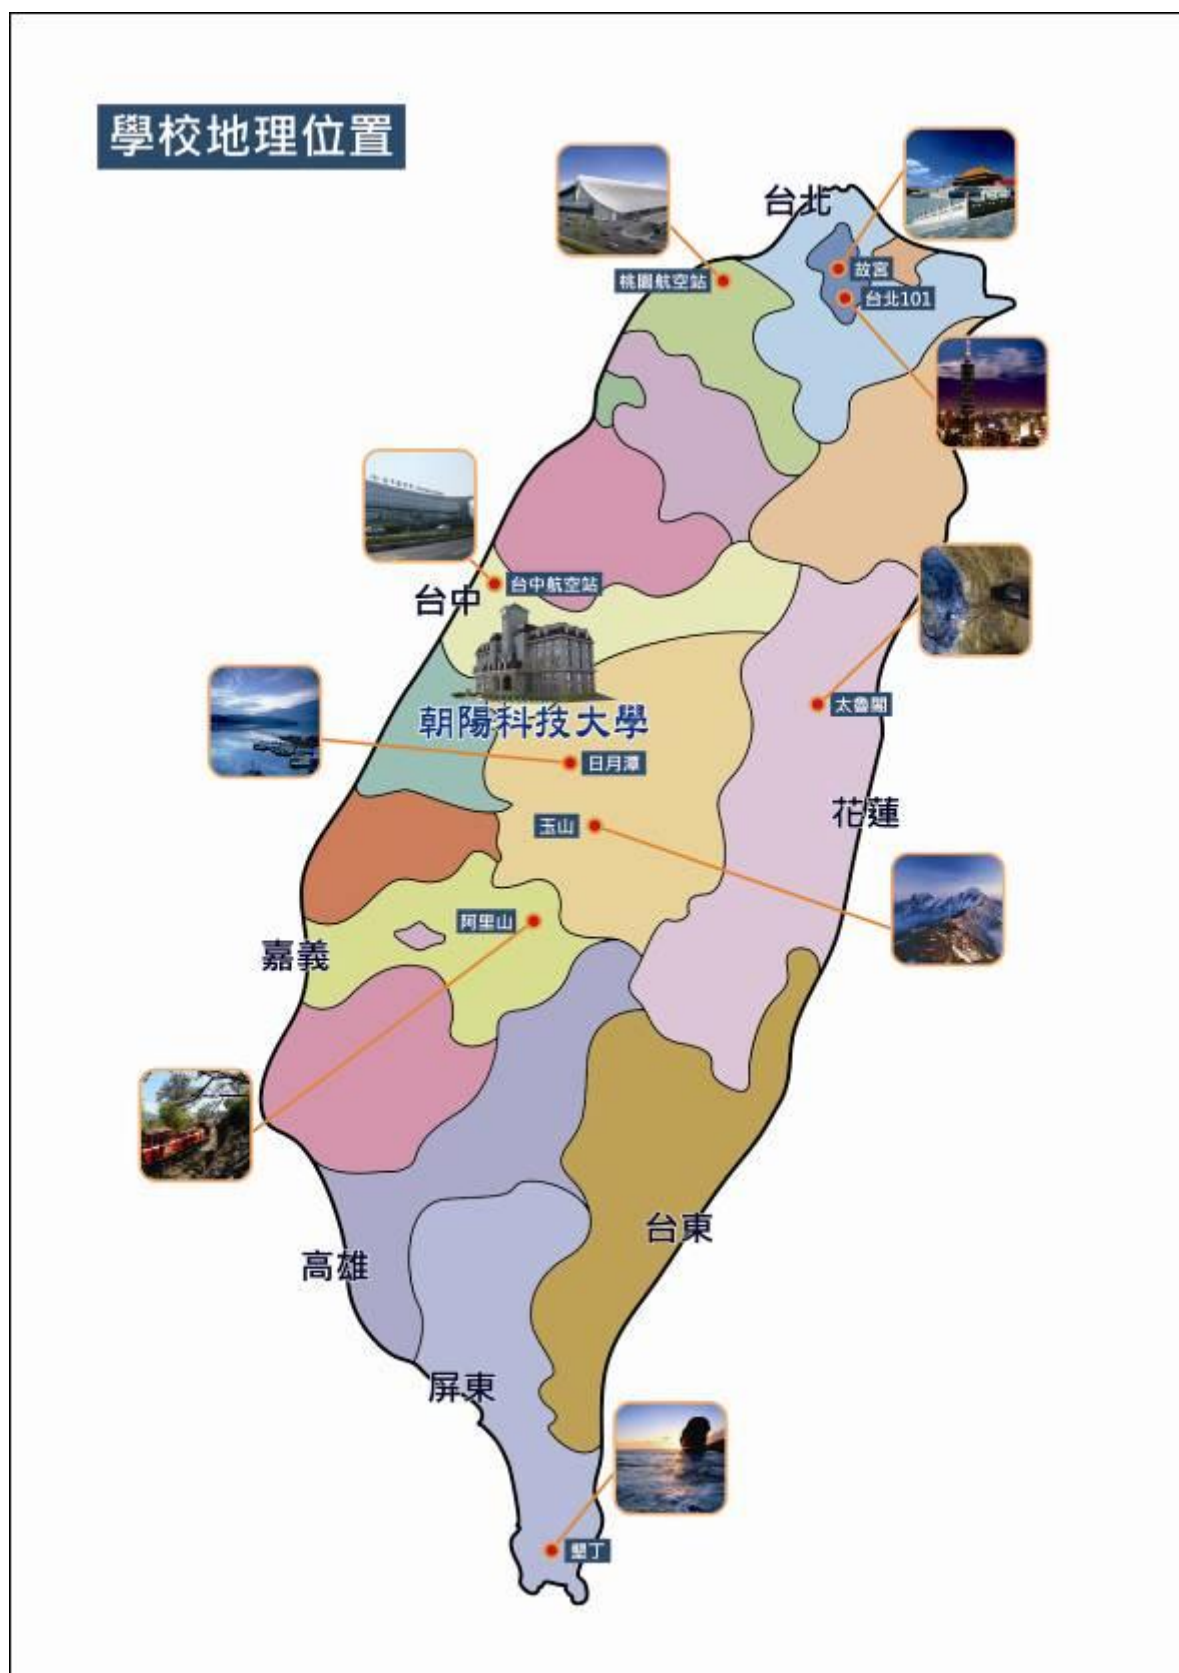 學校地理位置
台北
故宮
桃園航空站
台北101
台中航空站
台中
太魯閣
朝陽科技大學
日月潭
花蓮
玉山
阿里山
嘉義
台東
高雄
屏東
墾丁